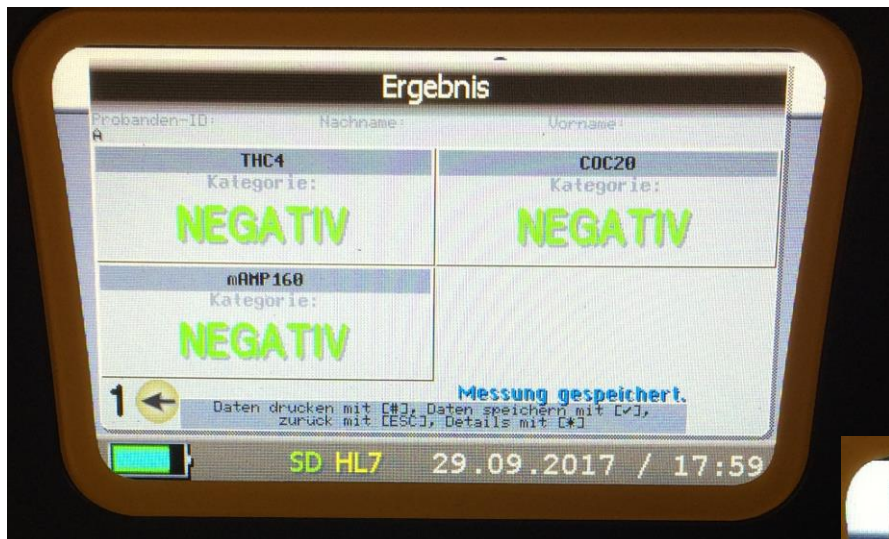 Ergebnis
Probanden-ID: Nachname: Vorname:
A
THC4 COC20
Kategorie: Kategorie:
NEGATIV NEGATIV
mAMP160
Kategorie:
NEGATIV
Messung gespeichert.
1
Daten drucken mit [#], Daten speichern mit [✓],
zurück mit [ESC], Details mit [*]
SD HL7 29.09.2017 / 17:59